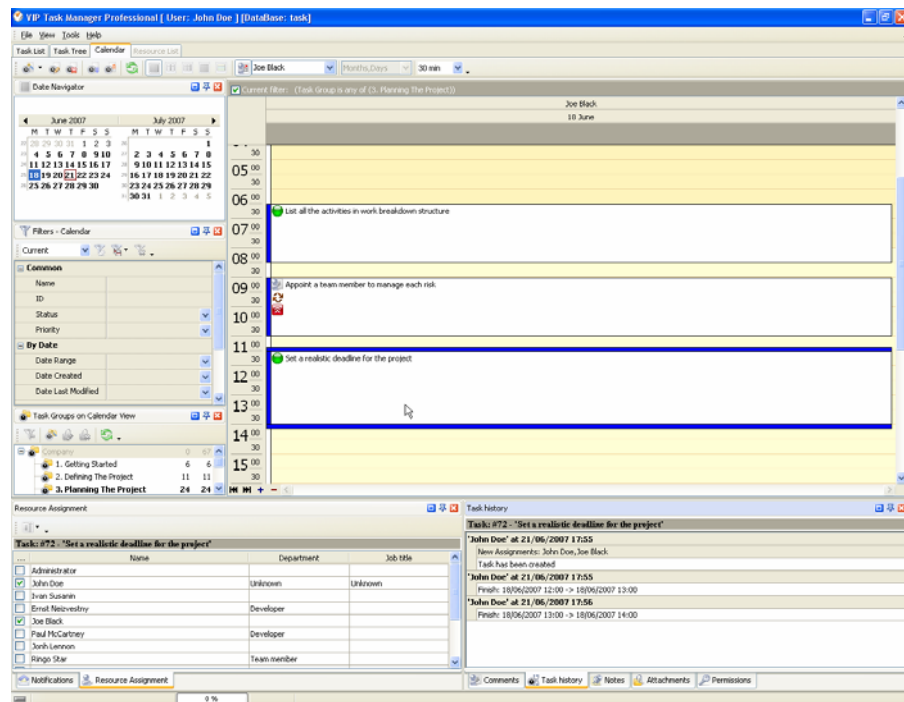 VIP Task Manager Professional [ User: John Doe ] [DataBase: task]
File View Tools Help
Task List Task Tree Calendar Resource List
Joe Black Months,Days 30 min
Date Navigator
Current filter: (Task Group is any of (3. Planning The Project))
Joe Black
18 June
June 2007 July 2007
M T W T F S S M T W T F S S
28 29 30 31 1 2 3 1
4 5 6 7 8 9 10 2 3 4 5 6 7 8
11 12 13 14 15 16 17 9 10 11 12 13 14 15
18 19 20 21 22 23 24 16 17 18 19 20 21 22
25 26 27 28 29 30 23 24 25 26 27 28 29
30 31 1 2 3 4 5
30
05 00
30
06 00
30 List all the activities in work breakdown structure
07 00
30
08 00
30
09 00 Appoint a team member to manage each risk
30
10 00
30
11 00
30 Set a realistic deadline for the project
12 00
30
13 00
30
14 00
30
15 00
30
Filters - Calendar
Current
Common
Name
ID
Status
Priority
By Date
Date Range
Date Created
Date Last Modified
Task Groups on Calendar View
Company 0 67
1. Getting Started 6 6
2. Defining The Project 11 11
3. Planning The Project 24 24
Resource Assignment
Task: #72 - 'Set a realistic deadline for the project'
... Name Department Job title
Administrator
John Doe Unknown Unknown
Ivan Susanin
Ernst Neizvestny Developer
Joe Black
Paul McCartney Developer
Jonh Lennon
Ringo Star Team member
Notifications Resource Assignment
Task history
Task: #72 - 'Set a realistic deadline for the project'
'John Doe' at 21/06/2007 17:55
New Assignments: John Doe,Joe Black
Task has been created
'John Doe' at 21/06/2007 17:55
Finish: 18/06/2007 12:00 -> 18/06/2007 13:00
'John Doe' at 21/06/2007 17:56
Finish: 18/06/2007 13:00 -> 18/06/2007 14:00
Comments Task history Notes Attachments Permissions
0 %